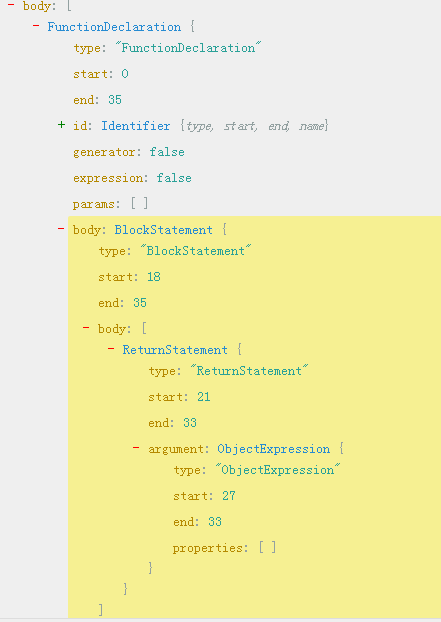 - body: [
- FunctionDeclaration {
type: "FunctionDeclaration"
start: 0
end: 35
+ id: Identifier {type, start, end, name}
generator: false
expression: false
params: [ ]
- body: BlockStatement {
type: "BlockStatement"
start: 18
end: 35
- body: [
- ReturnStatement {
type: "ReturnStatement"
start: 21
end: 33
- argument: ObjectExpression {
type: "ObjectExpression"
start: 27
end: 33
properties: [ ]
}
}
]